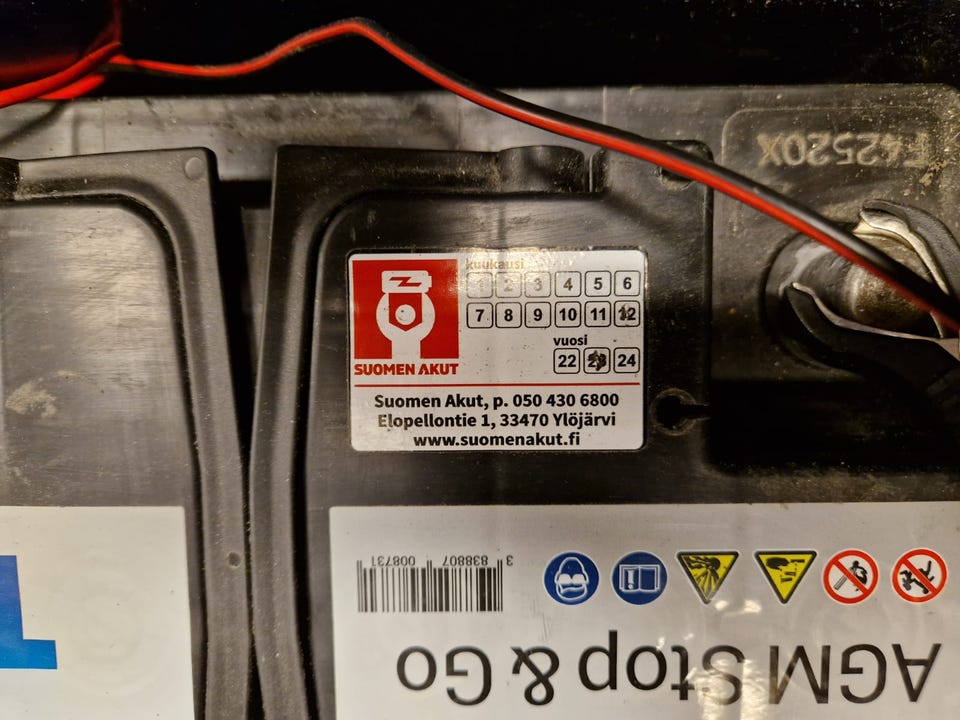 F42520X
kuukausi
1 2 3 4 5 6
7 8 9 10 11 12
vuosi
22 23 24
SUOMEN AKUT
Suomen Akut, p. 050 430 6800
Elopellontie 1, 33470 Ylöjärvi
www.suomenakut.fi
3 838807 008731
AGM Stop & Go